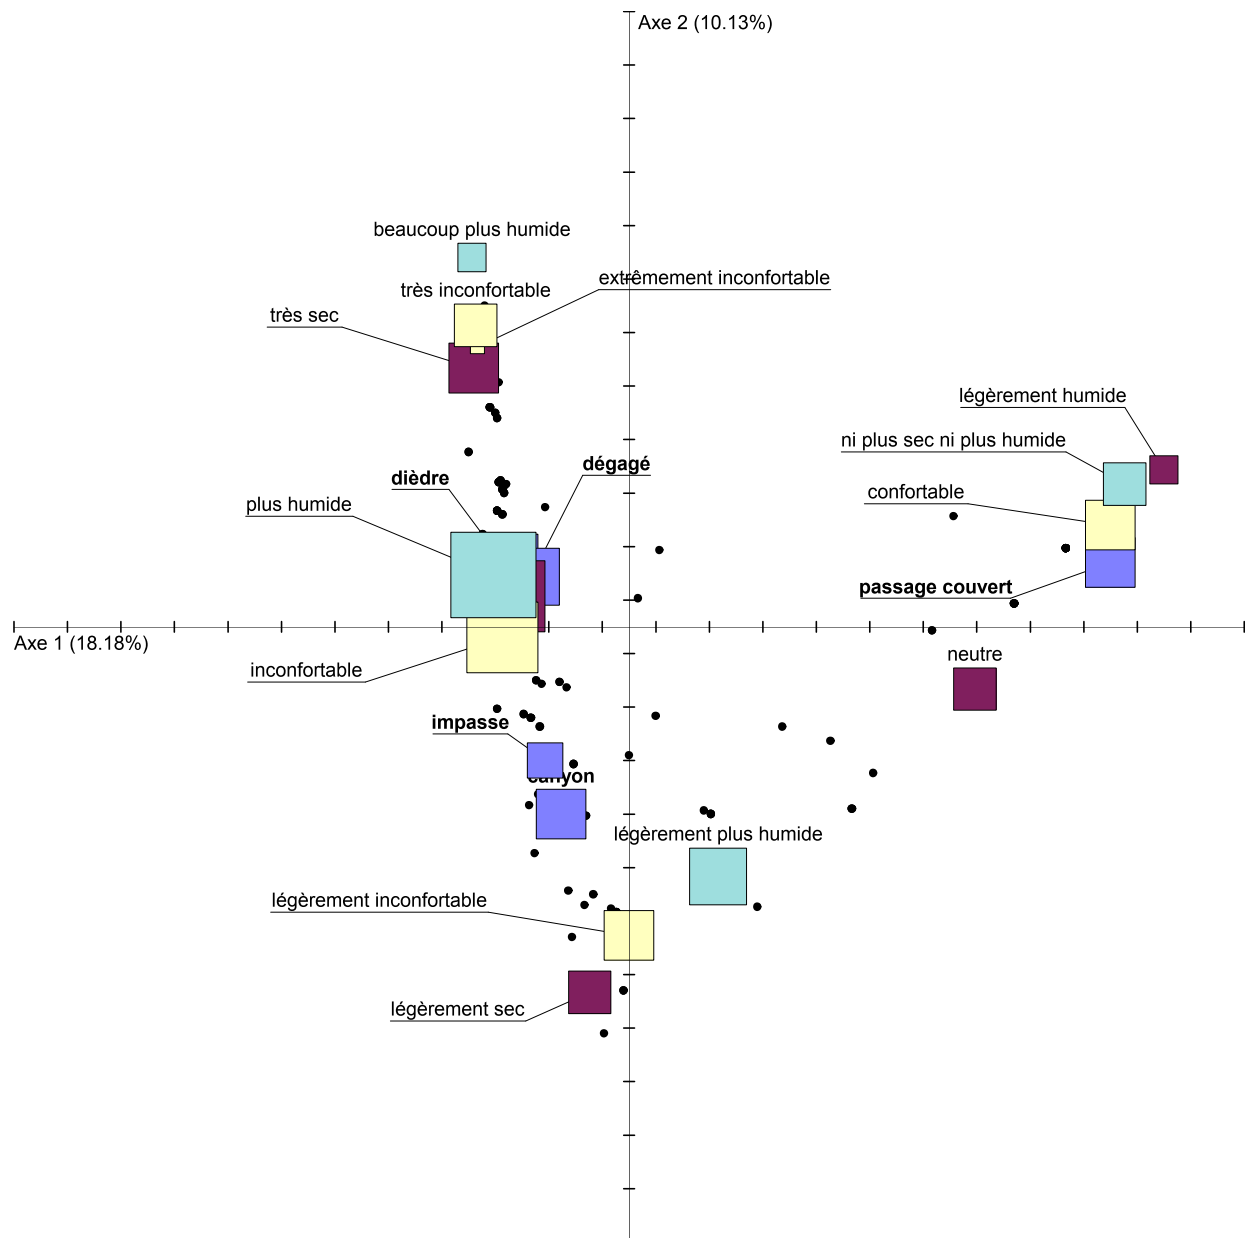 Axe 2 (10.13%)
beaucoup plus humide
extrêmement inconfortable
très inconfortable
très sec
légèrement humide
ni plus sec ni plus humide
dégagé
dièdre
confortable
plus humide
passage couvert
Axe 1 (18.18%)
neutre
inconfortable
impasse
canyon
légèrement plus humide
légèrement inconfortable
légèrement sec